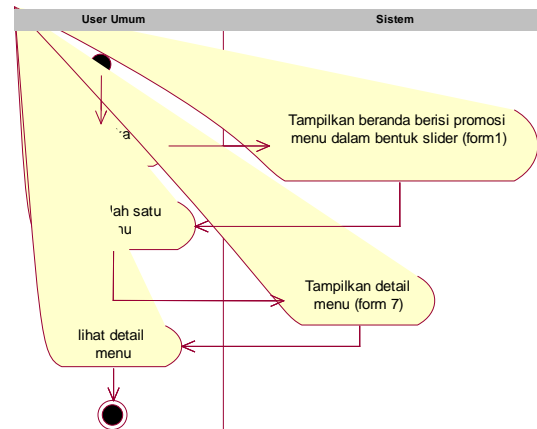 User Umum
Sistem
Tampilkan beranda berisi promosi
menu dalam bentuk slider (form1)
satu
Tampilkan detail
menu (form 7)
lihat detail
menu